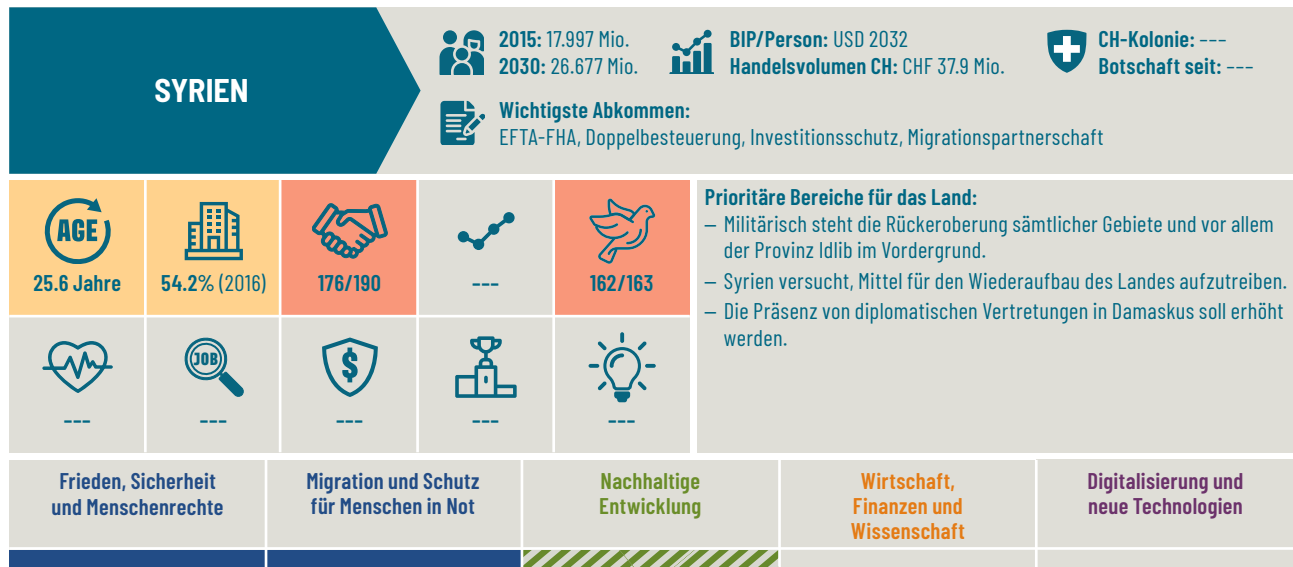 SYRIEN
2015: 17.997 Mio.
2030: 26.677 Mio.
BIP/Person: USD 2032
Handelsvolumen CH: CHF 37.9 Mio.
CH-Kolonie: –––
Botschaft seit: –––
Wichtigste Abkommen:
EFTA-FHA, Doppelbesteuerung, Investitionsschutz, Migrationspartnerschaft
AGE
25.6 Jahre
54.2% (2016)
176/190
–––
162/163
JOB
$
–––
–––
–––
–––
–––
Prioritäre Bereiche für das Land:
– Militärisch steht die Rückeroberung sämtlicher Gebiete und vor allem
der Provinz Idlib im Vordergrund.
– Syrien versucht, Mittel für den Wiederaufbau des Landes aufzutreiben.
– Die Präsenz von diplomatischen Vertretungen in Damaskus soll erhöht
werden.
Frieden, Sicherheit
und Menschenrechte
Migration und Schutz
für Menschen in Not
Nachhaltige
Entwicklung
Wirtschaft,
Finanzen und
Wissenschaft
Digitalisierung und
neue Technologien